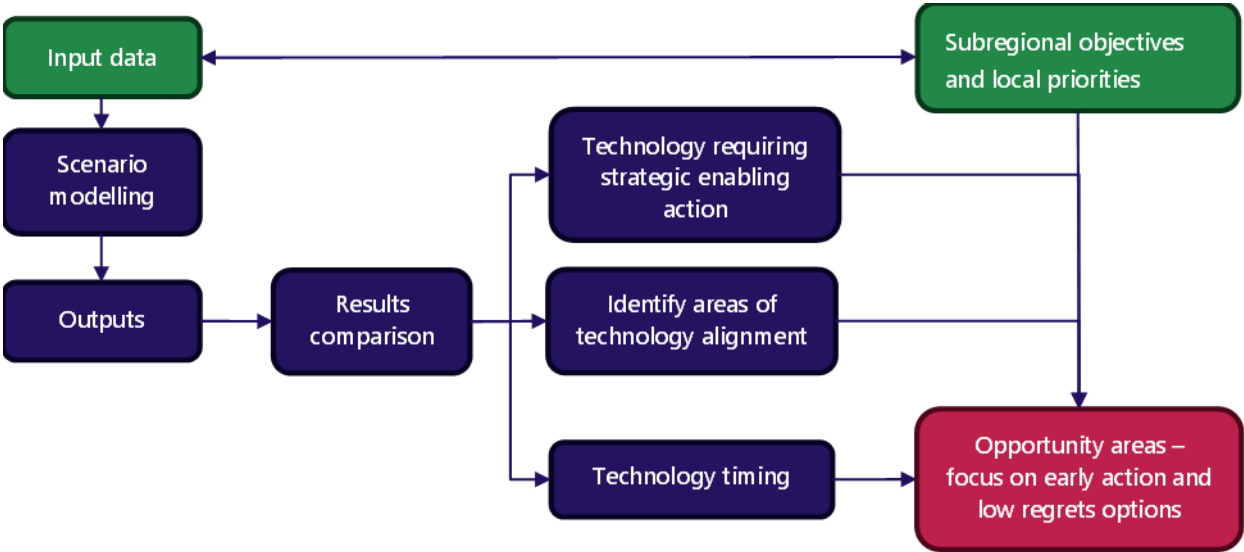 Input data
Subregional objectives
and local priorities
Scenario
modelling
Technology requiring
strategic enabling
action
Outputs
Results
comparison
Identify areas of
technology alignment
Technology timing
Opportunity areas –
focus on early action and
low regrets options